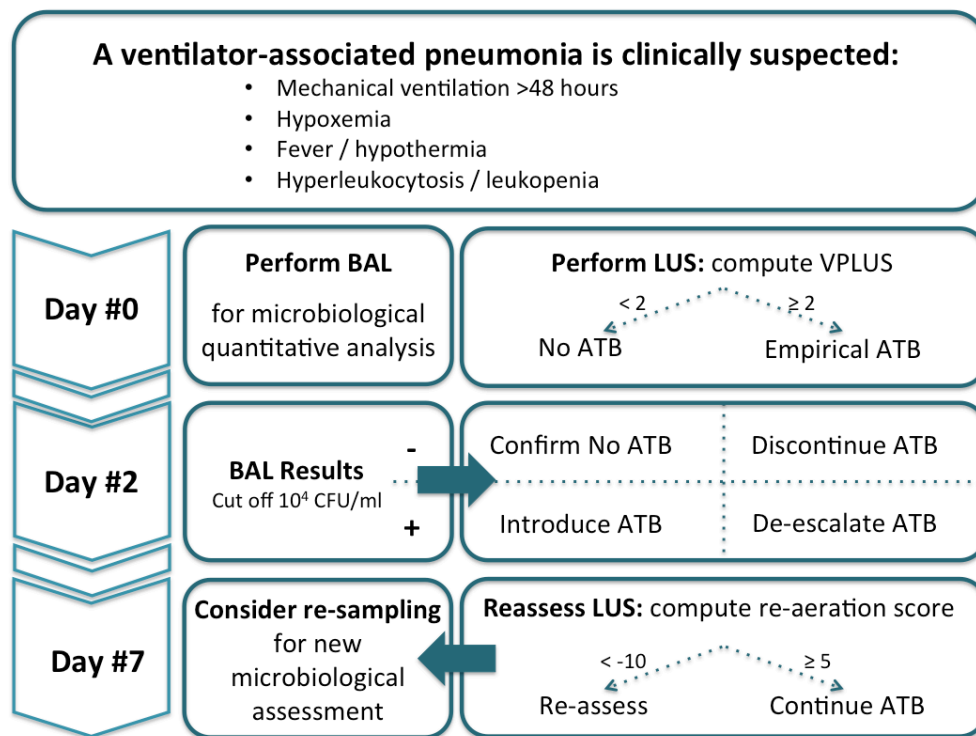 A ventilator-associated pneumonia is clinically suspected:
• Mechanical ventilation >48 hours
• Hypoxemia
• Fever / hypothermia
• Hyperleukocytosis / leukopenia
Day #0
Perform BAL
for microbiological
quantitative analysis
Perform LUS: compute VPLUS
< 2
≥ 2
No ATB
Empirical ATB
Day #2
BAL Results
Cut off 10⁴ CFU/ml
-
+
Confirm No ATB
Discontinue ATB
Introduce ATB
De-escalate ATB
Day #7
Consider re-sampling
for new
microbiological
assessment
Reassess LUS: compute re-aeration score
< -10
≥ 5
Re-assess
Continue ATB